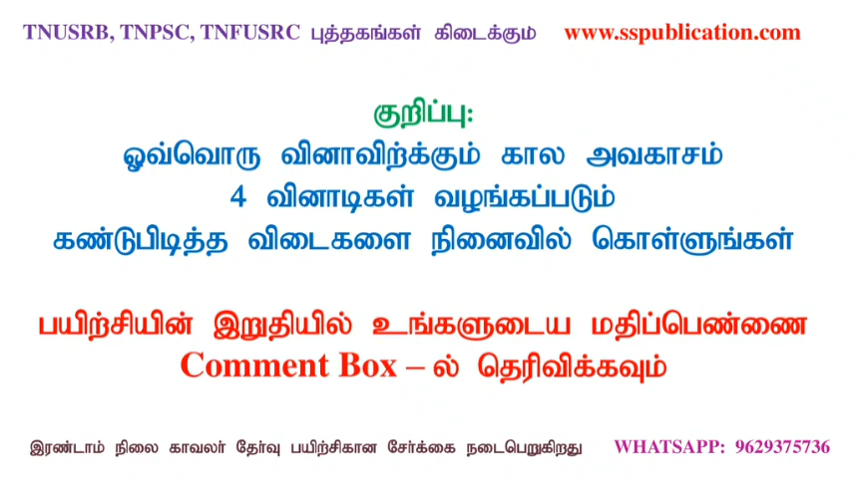 TNUSRB, TNPSC, TNFUSRC புத்தகங்கள் கிடைக்கும் www.sspublication.com
குறிப்பு:
ஓவ்வொரு வினாவிற்க்கும் கால அவகாசம்
4 வினாடிகள் வழங்கப்படும்
கண்டுபிடித்த விடைகளை நினைவில் கொள்ளுங்கள்
பயிற்சியின் இறுதியில் உங்களுடைய மதிப்பெண்ணை
Comment Box – ல் தெரிவிக்கவும்
இரண்டாம் நிலை காவலர் தேர்வு பயிற்சிகான சேர்க்கை நடைபெறுகிறது WHATSAPP: 9629375736